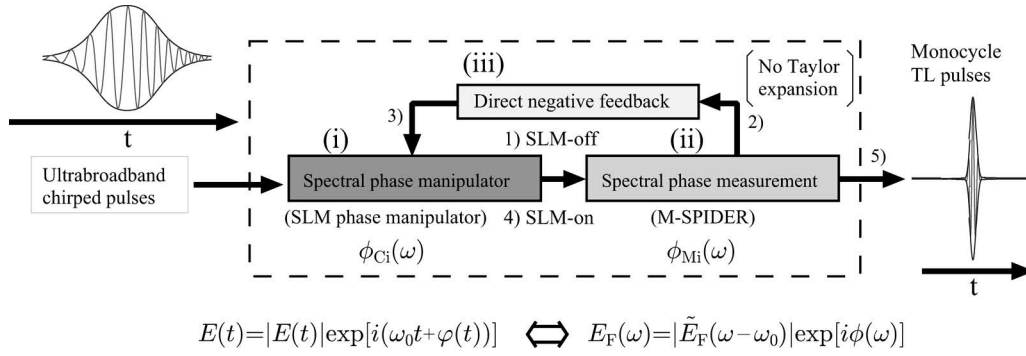 (iii)
No Taylor
expansion
Monocycle
TL pulses
Direct negative feedback
3)
2)
t
(i)
1) SLM-off
(ii)
5)
Ultrabroadband
chirped pulses
Spectral phase manipulator
Spectral phase measurement
(SLM phase manipulator)
4) SLM-on
(M-SPIDER)
ϕCi(ω)
ϕMi(ω)
t
E(t)=|E(t)|exp[i(ω₀t+φ(t))] ⇔ E_F(ω)=|Ẽ_F(ω−ω₀)|exp[iϕ(ω)]